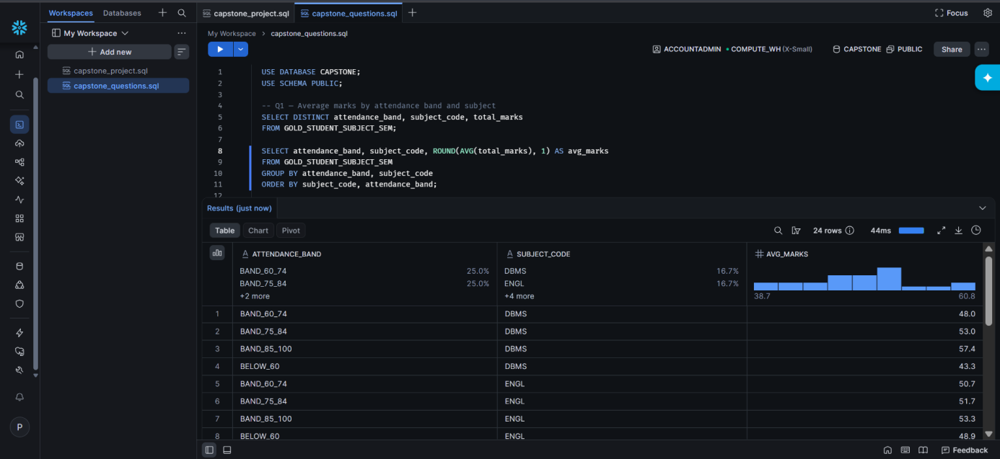 Workspaces Databases
My Workspace
Add new
capstone_project.sql
capstone_questions.sql
P
capstone_project.sql capstone_questions.sql
Focus
My Workspace > capstone_questions.sql
ACCOUNTADMIN • COMPUTE_WH (X-Small) CAPSTONE PUBLIC Share
1 USE DATABASE CAPSTONE;
2 USE SCHEMA PUBLIC;
3
4 -- Q1 — Average marks by attendance band and subject
5 SELECT DISTINCT attendance_band, subject_code, total_marks
6 FROM GOLD_STUDENT_SUBJECT_SEM;
7
8 SELECT attendance_band, subject_code, ROUND(AVG(total_marks), 1) AS avg_marks
9 FROM GOLD_STUDENT_SUBJECT_SEM
10 GROUP BY attendance_band, subject_code
11 ORDER BY subject_code, attendance_band;
12
Results (just now)
Table Chart Pivot 24 rows 44ms
A ATTENDANCE_BAND A SUBJECT_CODE # AVG_MARKS
BAND_60_74 25.0% DBMS 16.7%
BAND_75_84 25.0% ENGL 16.7%
+2 more +4 more 38.7 60.8
1 BAND_60_74 DBMS 48.0
2 BAND_75_84 DBMS 53.0
3 BAND_85_100 DBMS 57.4
4 BELOW_60 DBMS 43.3
5 BAND_60_74 ENGL 50.7
6 BAND_75_84 ENGL 51.7
7 BAND_85_100 ENGL 53.3
8 BELOW_60 ENGL 48.9
Feedback